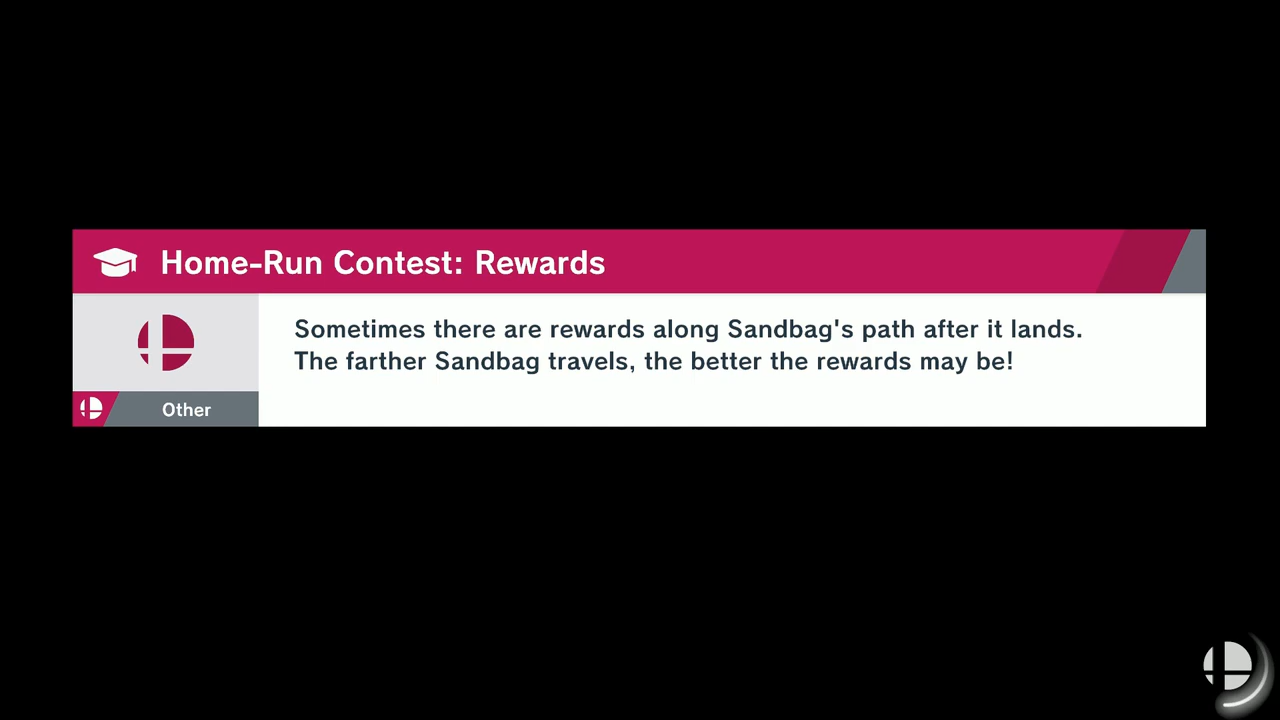 Home-Run Contest: Rewards
Sometimes there are rewards along Sandbag's path after it lands.
The farther Sandbag travels, the better the rewards may be!
Other